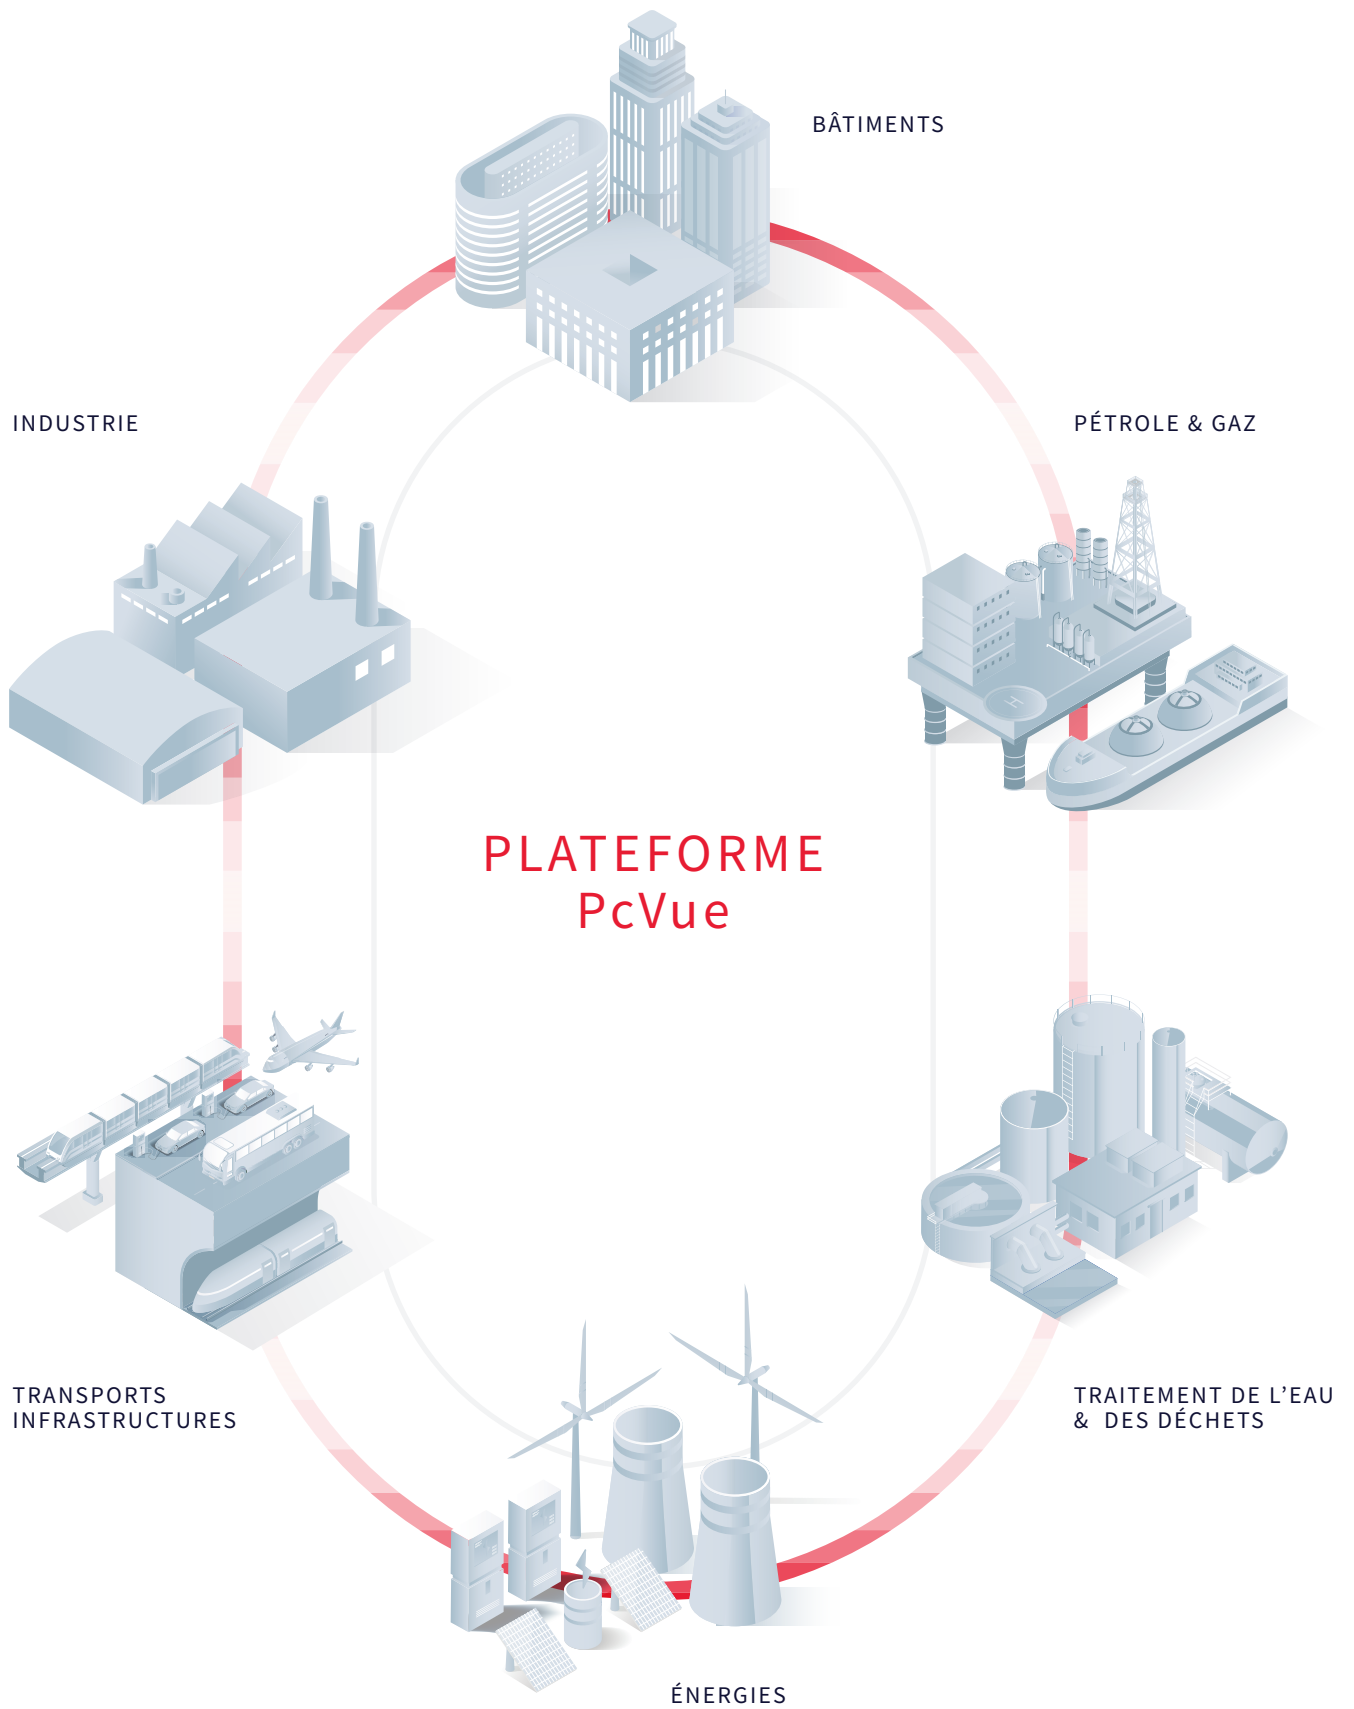 BÂTIMENTS
INDUSTRIE
PÉTROLE & GAZ
PLATEFORME
PcVue
TRANSPORTS
INFRASTRUCTURES
TRAITEMENT DE L’EAU
& DES DÉCHETS
ÉNERGIES